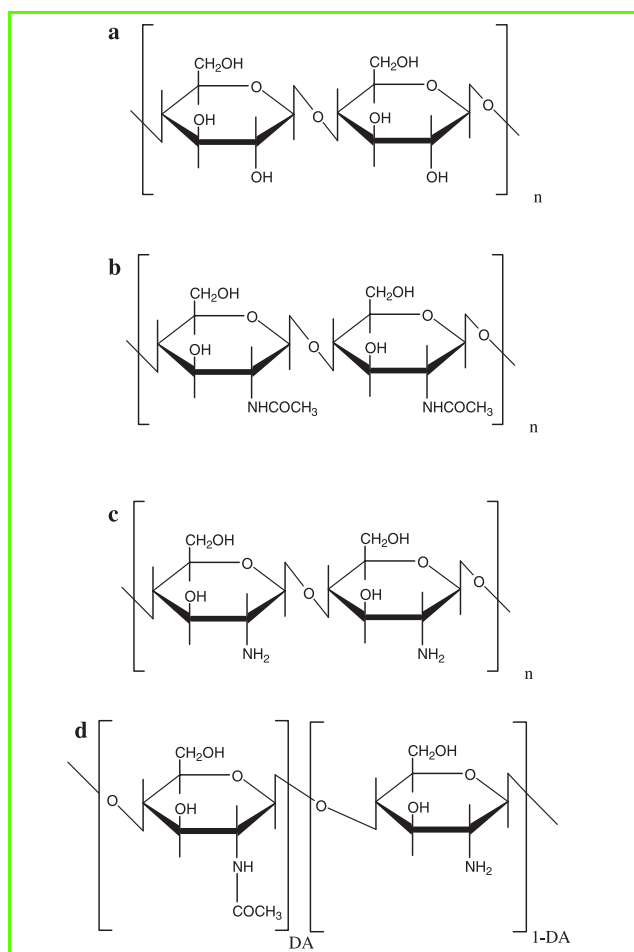 a
CH₂OH CH₂OH
O O O
OH O OH
OH OH
n
b
CH₂OH CH₂OH
O O O
OH O OH
NHCOCH₃ NHCOCH₃
n
c
CH₂OH CH₂OH
O O O
OH O OH
NH₂ NH₂
n
d
CH₂OH CH₂OH
O O
O O
OH OH
NH NH₂
COCH₃
DA 1-DA